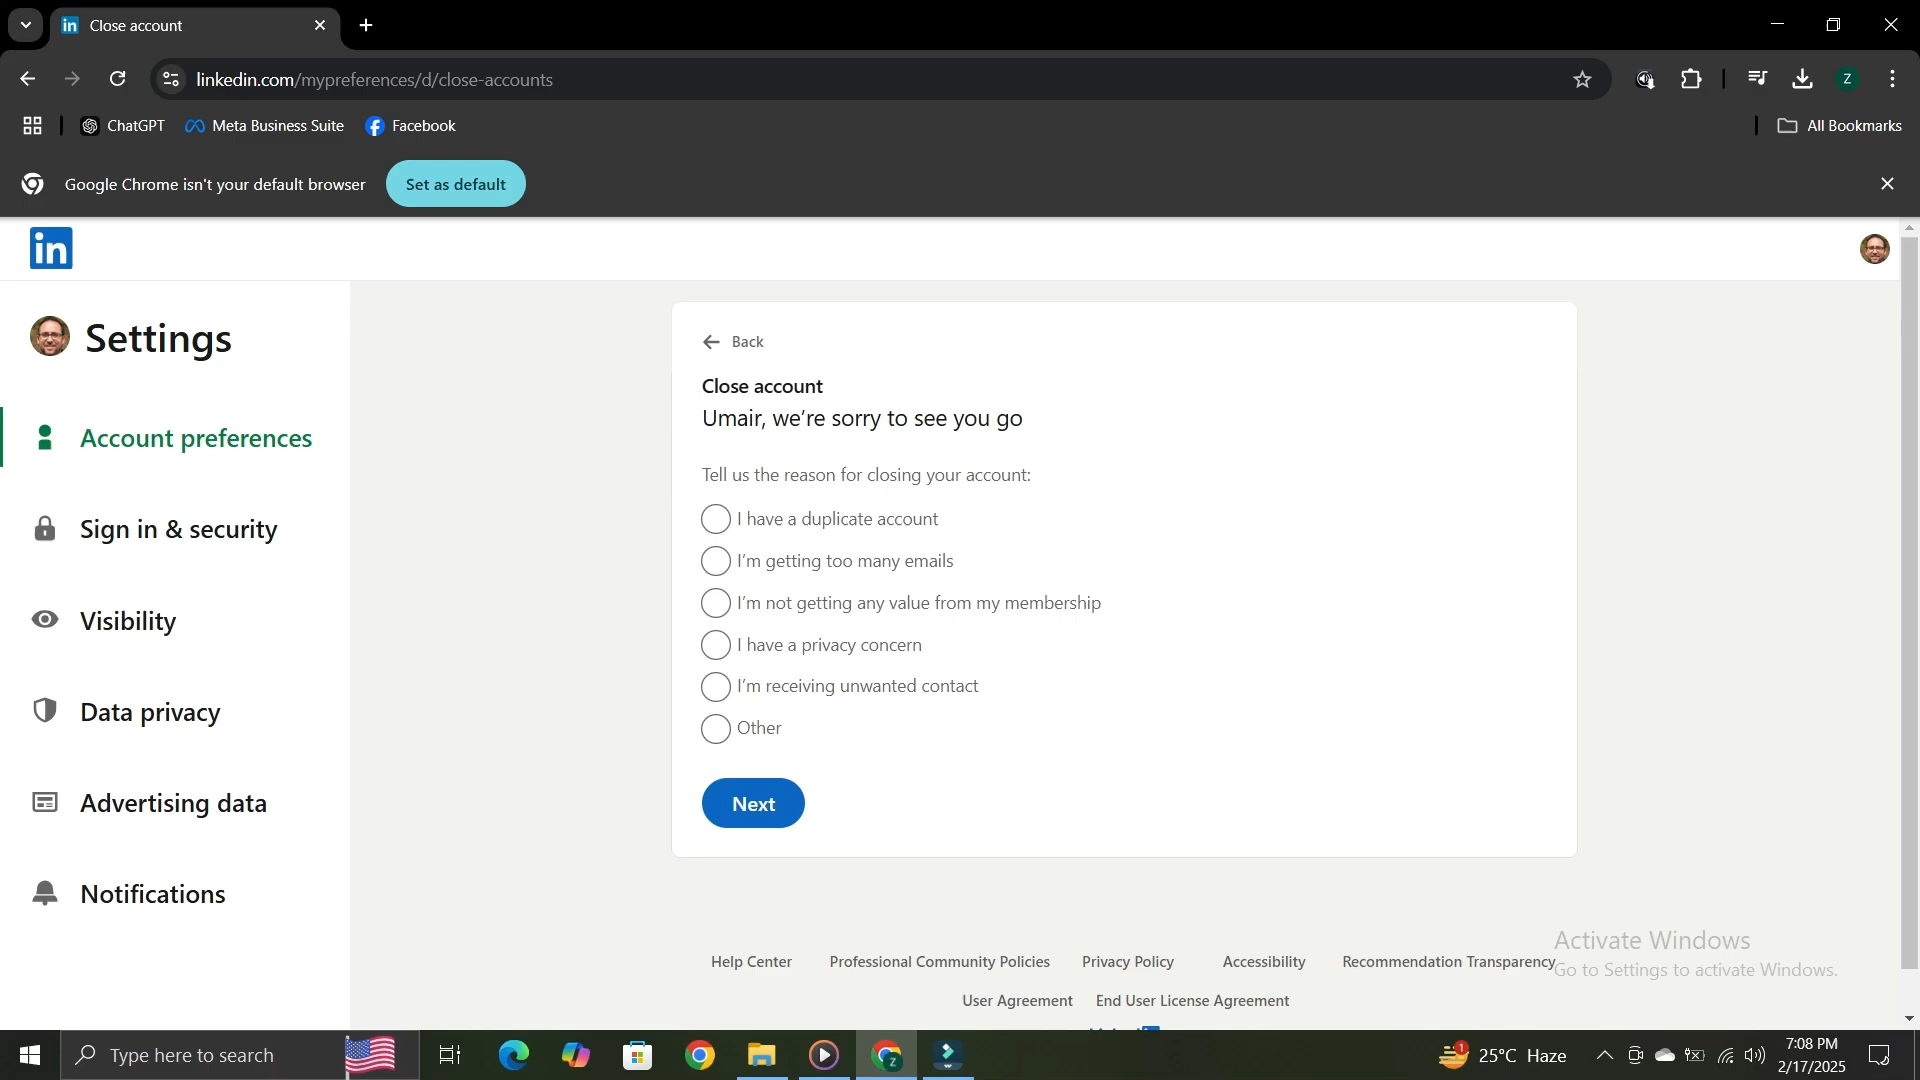 Close account
linkedin.com/mypreferences/d/close-accounts
Z
ChatGPT
Meta Business Suite
Facebook
All Bookmarks
Google Chrome isn't your default browser
Set as default
in
Settings
Account preferences
Sign in & security
Visibility
Data privacy
Advertising data
Notifications
Back
Close account
Umair, we're sorry to see you go
Tell us the reason for closing your account:
I have a duplicate account
I'm getting too many emails
I'm not getting any value from my membership
I have a privacy concern
I'm receiving unwanted contact
Other
Next
Help Center
Professional Community Policies
Privacy Policy
Accessibility
Recommendation Transparency
User Agreement
End User License Agreement
Activate Windows
Go to Settings to activate Windows.
Type here to search
1
25°C Haze
7:08 PM
2/17/2025